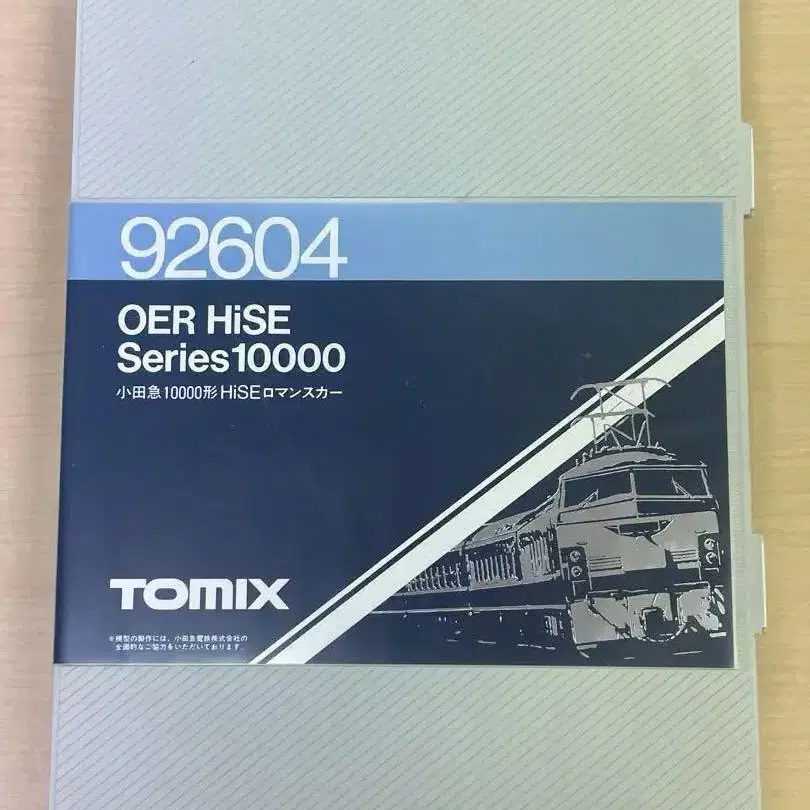 92604
OER HiSE
Series10000
小田急10000形HiSEロマンスカー
TOMIX
※模型の製作には、小田急電鉄株式会社の
全面的なご協力をいただいております。